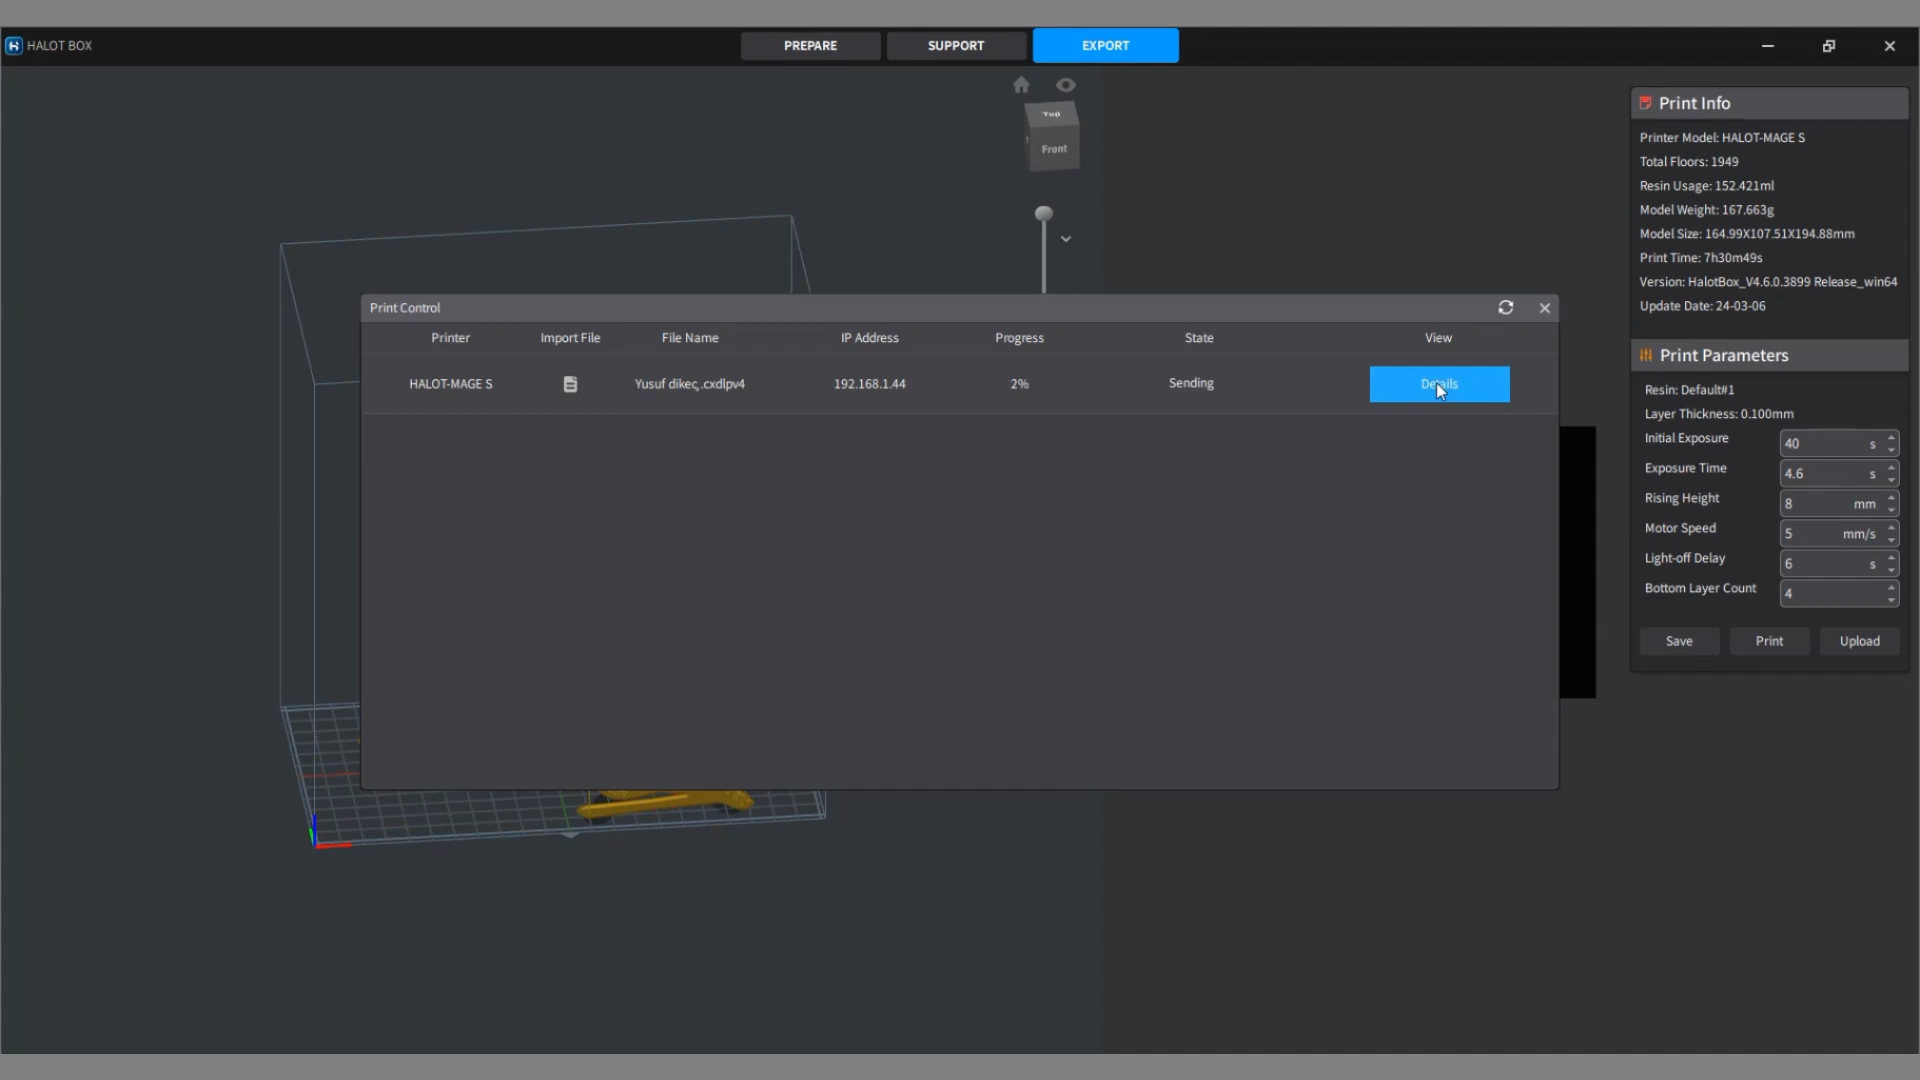 HALOT BOX
PREPARE
SUPPORT
EXPORT
Top
Front
Print Info
Printer Model: HALOT-MAGE S
Total Floors: 1949
Resin Usage: 152.421ml
Model Weight: 167.663g
Model Size: 164.99X107.51X194.88mm
Print Time: 7h30m49s
Version: HalotBox_V4.6.0.3899 Release_win64
Update Date: 24-03-06
Print Control
Printer Import File File Name IP Address Progress State View
HALOT-MAGE S Yusuf dikeç.cxdlpv4 192.168.1.44 2% Sending Details
Print Parameters
Resin: Default#1
Layer Thickness: 0.100mm
Initial Exposure 40 s
Exposure Time 4.6 s
Rising Height 8 mm
Motor Speed 5 mm/s
Light-off Delay 6 s
Bottom Layer Count 4
Save Print Upload